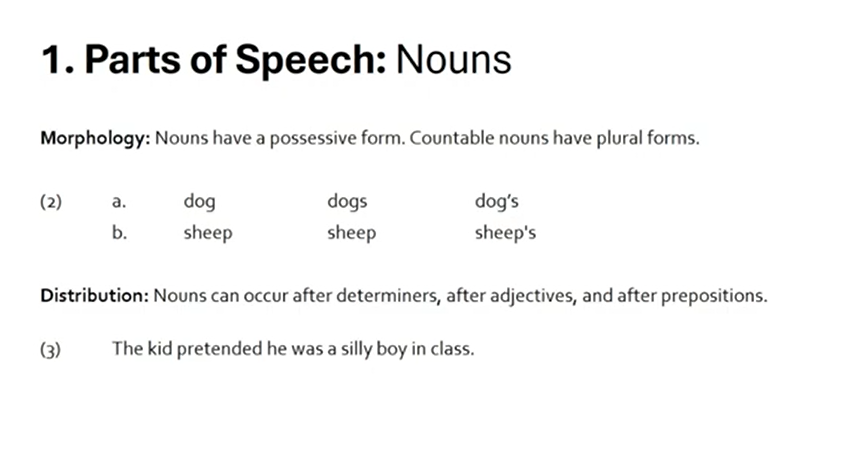 1. Parts of Speech: Nouns
Morphology: Nouns have a possessive form. Countable nouns have plural forms.
(2) a. dog dogs dog’s
b. sheep sheep sheep's
Distribution: Nouns can occur after determiners, after adjectives, and after prepositions.
(3) The kid pretended he was a silly boy in class.